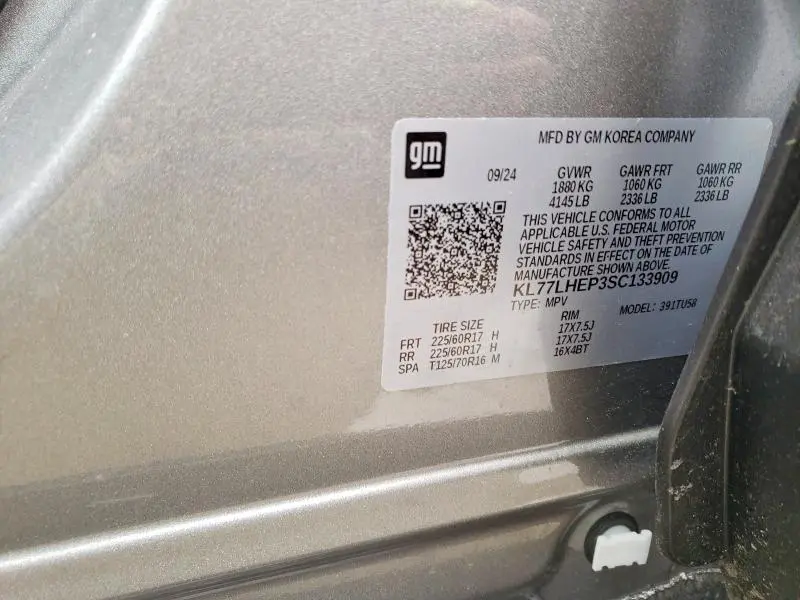 gm
MFD BY GM KOREA COMPANY
09/24 GVWR GAWR FRT GAWR RR
1880 KG 1060 KG 1060 KG
4145 LB 2336 LB 2336 LB
THIS VEHICLE CONFORMS TO ALL
APPLICABLE U.S. FEDERAL MOTOR
VEHICLE SAFETY AND THEFT PREVENTION
STANDARDS IN EFFECT ON THE DATE OF
MANUFACTURE SHOWN ABOVE.
KL77LHEP3SC133909
TYPE: MPV MODEL: 391TU58
TIRE SIZE RIM
FRT 225/60R17 H 17X7.5J
RR 225/60R17 H 17X7.5J
SPA T125/70R16 M 16X4BT